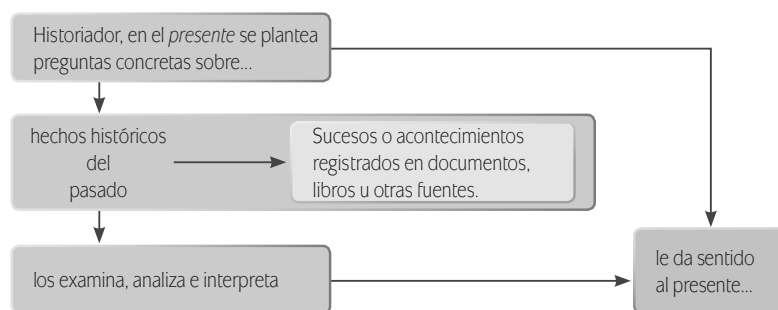 Historiador, en el presente se plantea
preguntas concretas sobre...
hechos históricos
del
pasado
Sucesos o acontecimientos
registrados en documentos,
libros u otras fuentes.
los examina, analiza e interpreta
le da sentido
al presente...